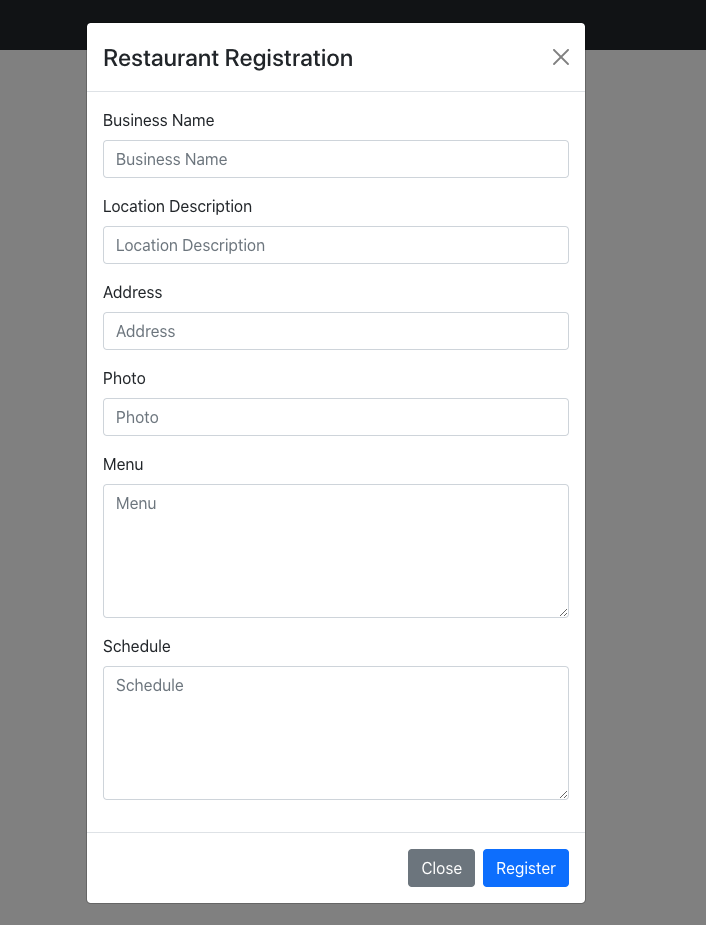 Restaurant Registration
Business Name
Business Name
Location Description
Location Description
Address
Address
Photo
Photo
Menu
Menu
Schedule
Schedule
Close Register